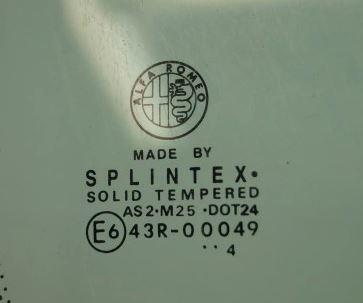 ALFA ROMEO
MADE BY
SPLINTEX•
SOLID TEMPERED
AS2•M25 •DOT24
E6 43R-00049
•• 4